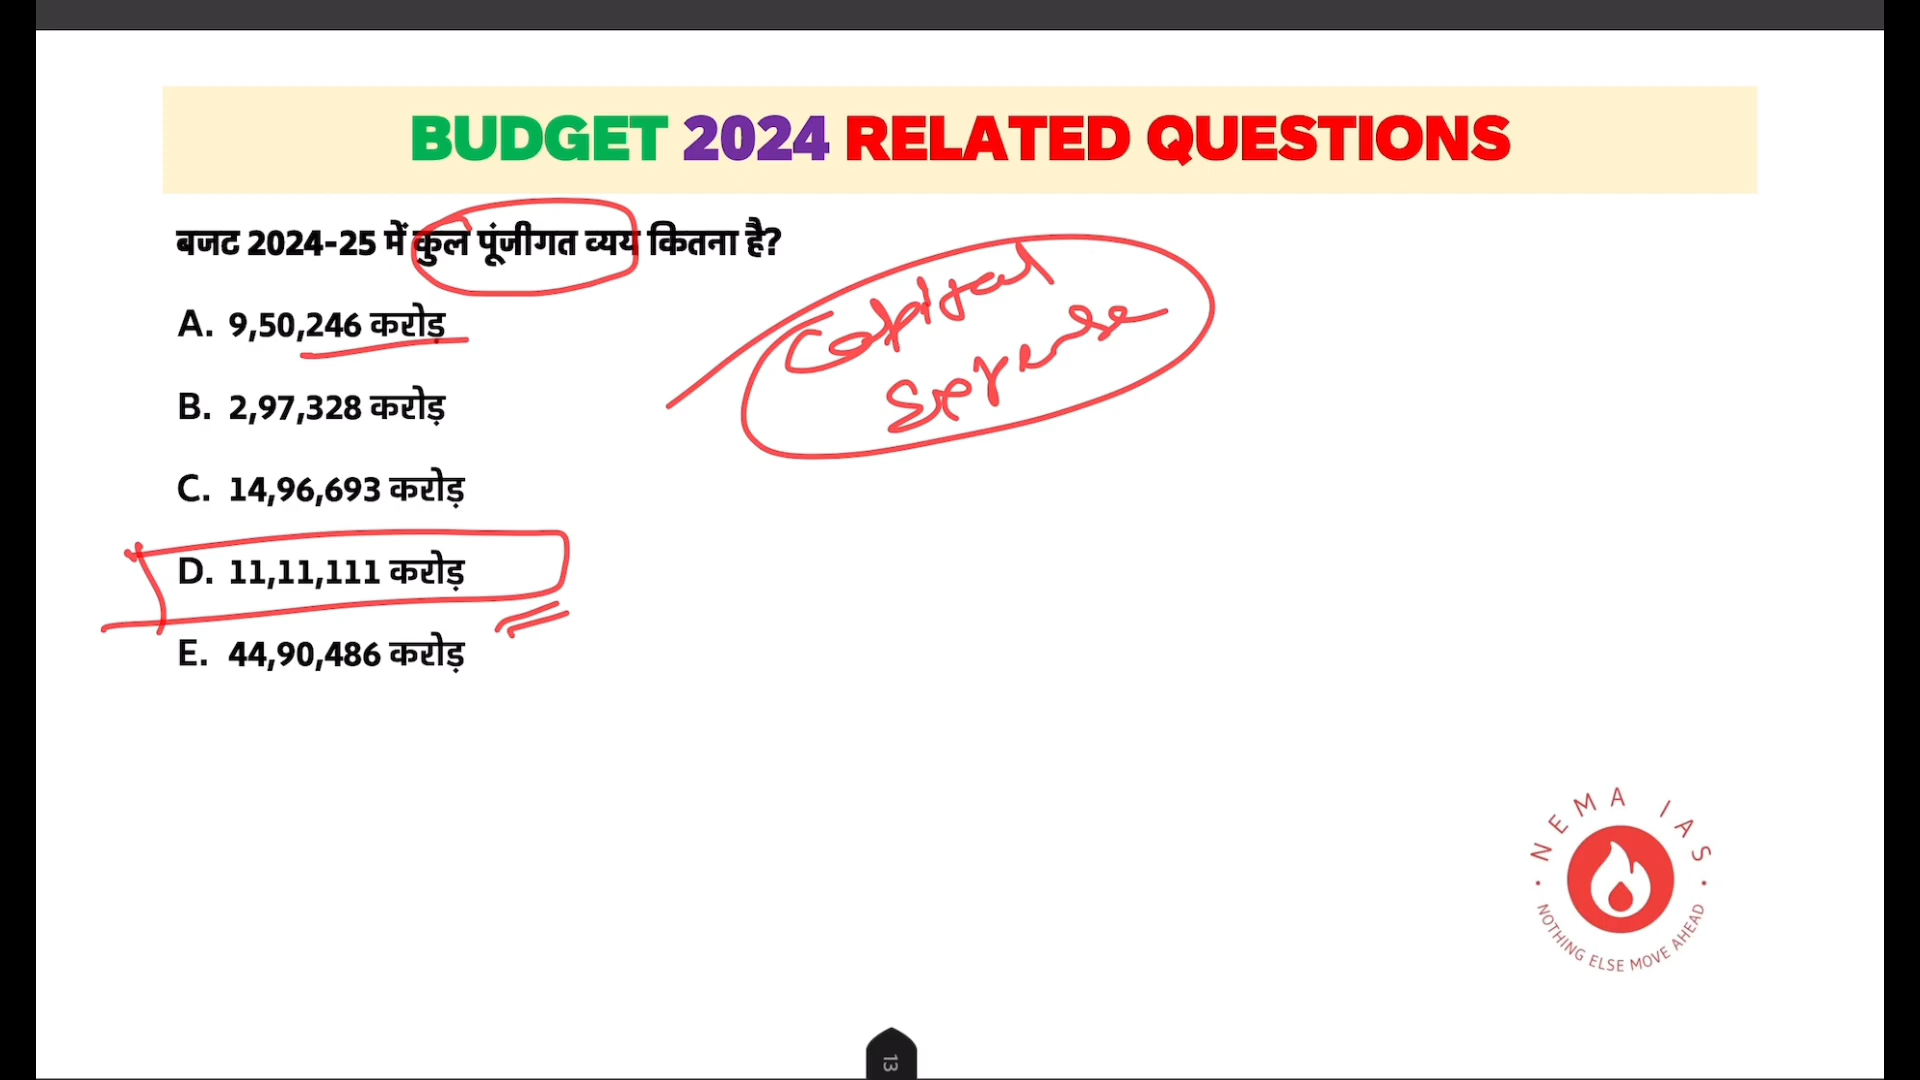 BUDGET 2024 RELATED QUESTIONS
बजट 2024-25 में कुल पूंजीगत व्यय कितना है?
Capital
A. 9,50,246 करोड़
B. 2,97,328 करोड़
C. 14,96,693 करोड़
D. 11,11,111 करोड़
E. 44,90,486 करोड़
NEMA IAS
NOTHING ELSE MOVE AHEAD
13